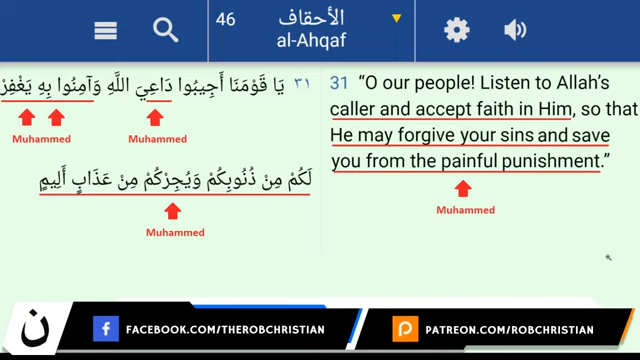 46
الأحقاف
al-Ahqaf
٣١ يَا قَوْمَنَا أَجِيبُوا دَاعِيَ اللَّهِ وَآمِنُوا بِهِ يَغْفِرْ
Muhammed
Muhammed
لَكُمْ مِنْ ذُنُوبِكُمْ وَيُجِرْكُمْ مِنْ عَذَابٍ أَلِيمٍ
Muhammed
31 “O our people! Listen to Allah’s
caller and accept faith in Him, so that
He may forgive your sins and save
you from the painful punishment.”
Muhammed
ن
FACEBOOK.COM/THEROBCHRISTIAN
PATREON.COM/ROBCHRISTIAN